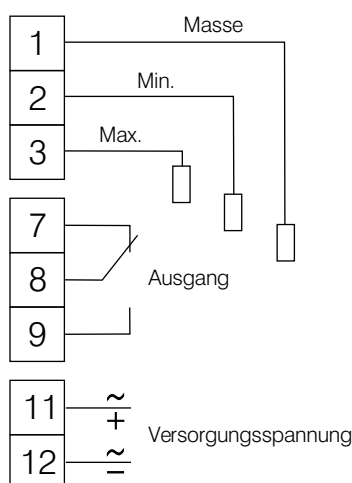 1 Masse
2 Min.
3 Max.
7
8 Ausgang
9
11 ~
+
Versorgungsspannung
12 ~
−